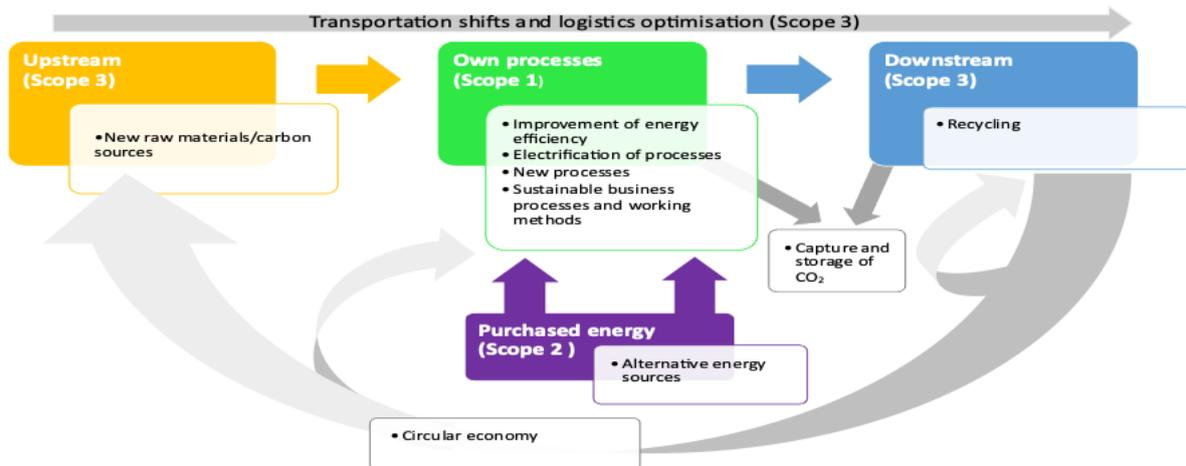 Transportation shifts and logistics optimisation (Scope 3)
Upstream
(Scope 3)
•New raw materials/carbon
sources
Own processes
(Scope 1)
• Improvement of energy
efficiency
• Electrification of processes
• New processes
• Sustainable business
processes and working
methods
Downstream
(Scope 3)
• Recycling
• Capture and
storage of
CO₂
Purchased energy
(Scope 2 )
• Alternative energy
sources
• Circular economy